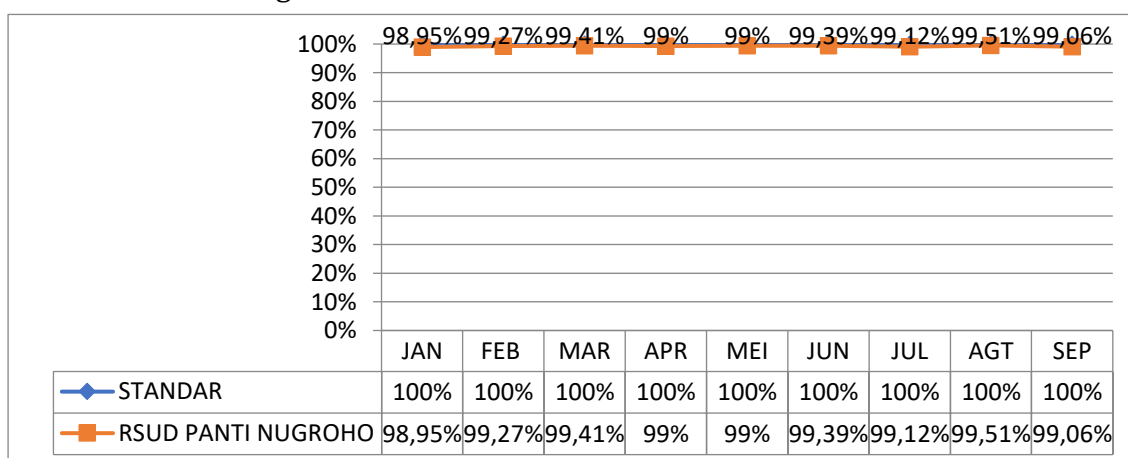 98,95% 99,27% 99,41% 99% 99% 99,39% 99,12% 99,51% 99,06%
100%
90%
80%
70%
60%
50%
40%
30%
20%
10%
0%
JAN FEB MAR APR MEI JUN JUL AGT SEP
STANDAR 100% 100% 100% 100% 100% 100% 100% 100% 100%
RSUD PANTI NUGROHO 98,95% 99,27% 99,41% 99% 99% 99,39% 99,12% 99,51% 99,06%